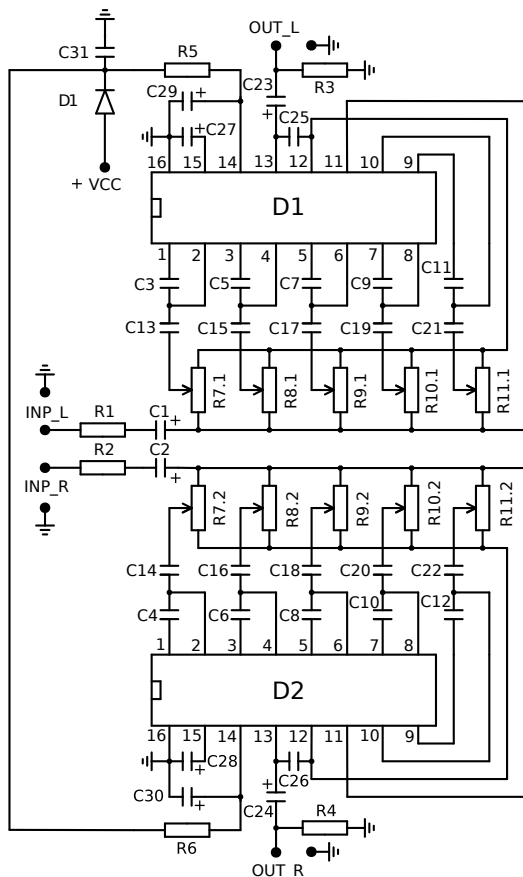 OUT_L
C31
R5
C23
R3
C29
D1
C27
C25
+ VCC
16 15 14 13 12 11 10 9
D1
1 2 3 4 5 6 7 8
C3 C5 C7 C9 C11
C13 C15 C17 C19 C21
R7.1 R8.1 R9.1 R10.1 R11.1
INP_L
R1 C1
+
R2 C2
+
INP_R
R7.2 R8.2 R9.2 R10.2 R11.2
C14 C16 C18 C20 C22
C4 C6 C8 C10 C12
1 2 3 4 5 6 7 8
D2
16 15 14 13 12 11 10 9
C28
+
C26
C30
+
C24
+
R4
R6
OUT_R